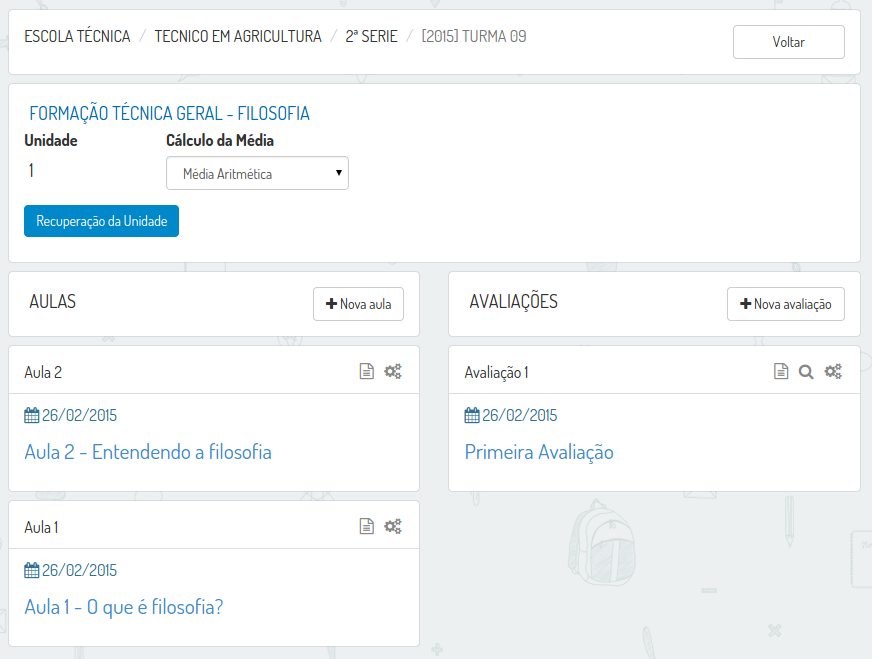 ESCOLA TÉCNICA / TECNICO EM AGRICULTURA / 2ª SERIE / [2015] TURMA 09
Voltar
FORMAÇÃO TÉCNICA GERAL - FILOSOFIA
Unidade
Cálculo da Média
1
Média Aritmética
Recuperação da Unidade
AULAS
Nova aula
AVALIAÇÕES
Nova avaliação
Aula 2
26/02/2015
Aula 2 - Entendendo a filosofia
Avaliação 1
26/02/2015
Primeira Avaliação
Aula 1
26/02/2015
Aula 1 - O que é filosofia?